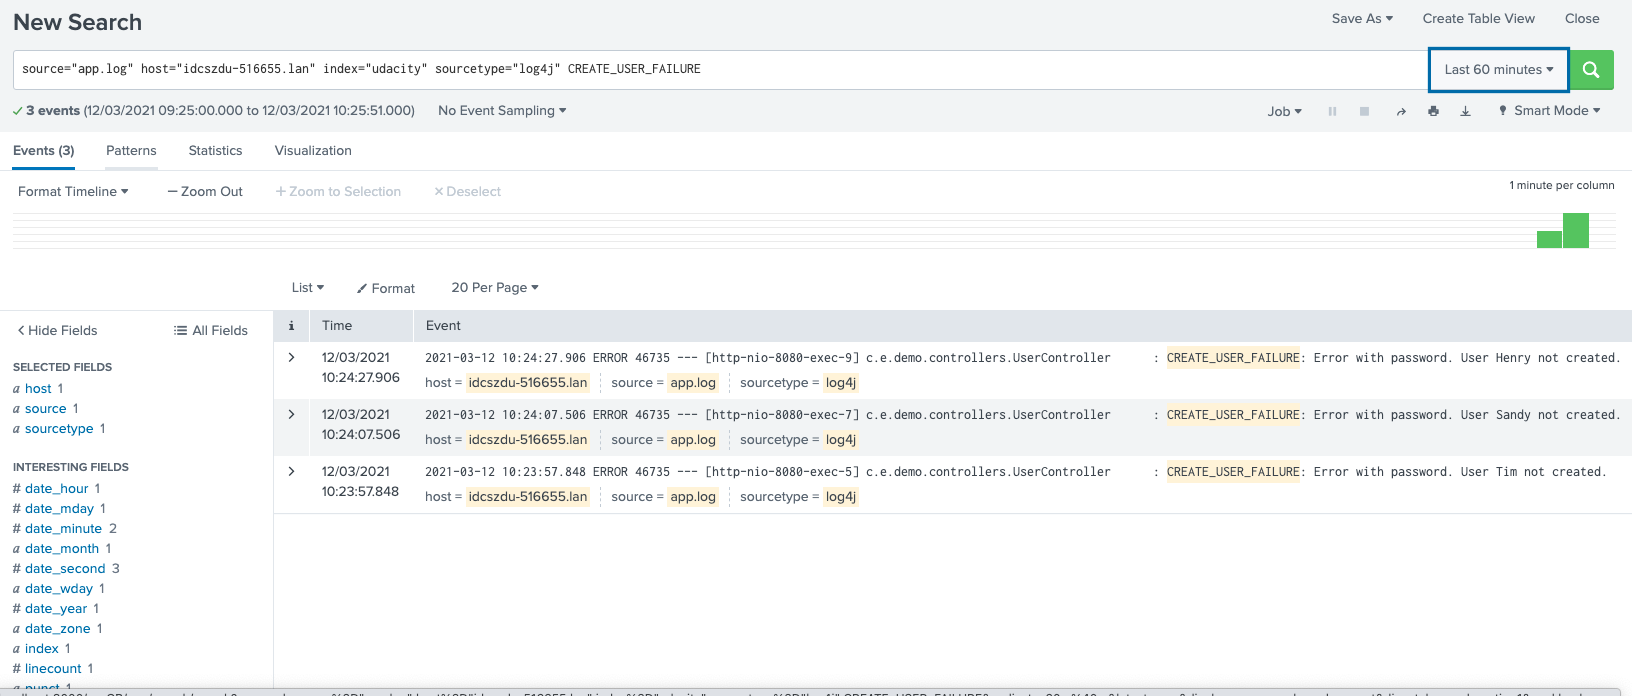 New Search
Save As Create Table View Close
source="app.log" host="idcszdu-516655.lan" index="udacity" sourcetype="log4j" CREATE_USER_FAILURE
Last 60 minutes
3 events (12/03/2021 09:25:00.000 to 12/03/2021 10:25:51.000) No Event Sampling
Job Smart Mode
Events (3) Patterns Statistics Visualization
Format Timeline — Zoom Out + Zoom to Selection × Deselect
1 minute per column
List Format 20 Per Page
< Hide Fields All Fields
i Time Event
SELECTED FIELDS
a host 1
a source 1
a sourcetype 1
INTERESTING FIELDS
# date_hour 1
# date_mday 1
# date_minute 2
a date_month 1
# date_second 3
a date_wday 1
# date_year 1
a date_zone 1
a index 1
# linecount 1
a punct 1
> 12/03/2021 2021-03-12 10:24:27.906 ERROR 46735 --- [http-nio-8080-exec-9] c.e.demo.controllers.UserController : CREATE_USER_FAILURE: Error with password. User Henry not created.
10:24:27.906 host = idcszdu-516655.lan source = app.log sourcetype = log4j
> 12/03/2021 2021-03-12 10:24:07.506 ERROR 46735 --- [http-nio-8080-exec-7] c.e.demo.controllers.UserController : CREATE_USER_FAILURE: Error with password. User Sandy not created.
10:24:07.506 host = idcszdu-516655.lan source = app.log sourcetype = log4j
> 12/03/2021 2021-03-12 10:23:57.848 ERROR 46735 --- [http-nio-8080-exec-5] c.e.demo.controllers.UserController : CREATE_USER_FAILURE: Error with password. User Tim not created.
10:23:57.848 host = idcszdu-516655.lan source = app.log sourcetype = log4j